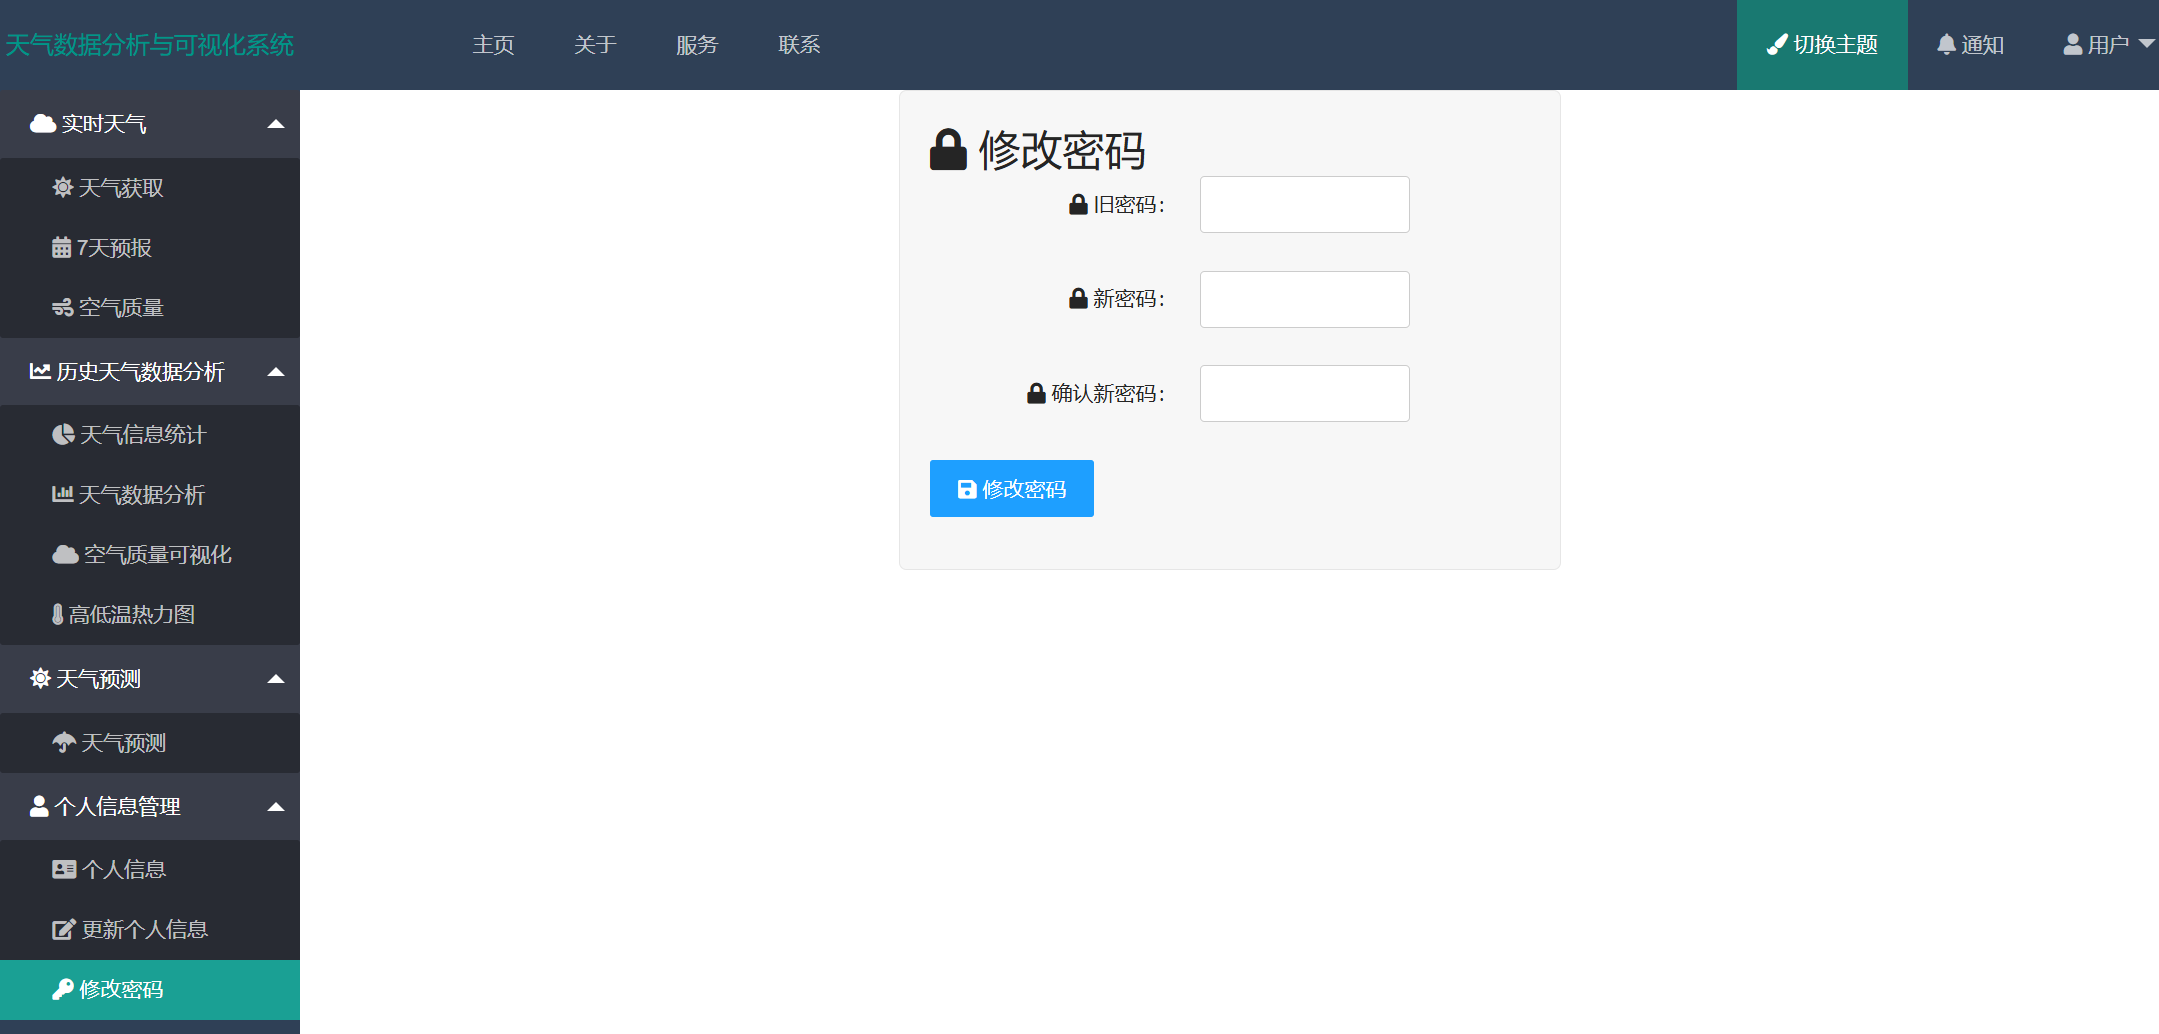 天气数据分析与可视化系统
主页
关于
服务
联系
切换主题
通知
用户
实时天气
天气获取
7天预报
空气质量
历史天气数据分析
天气信息统计
天气数据分析
空气质量可视化
高低温热力图
天气预测
天气预测
个人信息管理
个人信息
更新个人信息
修改密码
修改密码
旧密码：
新密码：
确认新密码：
修改密码